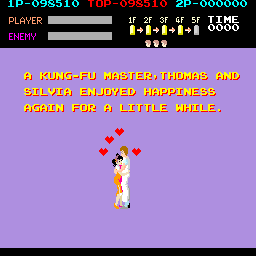 1P-098510 TOP-098510 2P-000000
PLAYER 1F 2F 3F 4F 5F TIME
ENEMY 0000
A KUNG-FU MASTER,THOMAS AND
SILVIA ENJOYED HAPPINESS
AGAIN FOR A LITTLE WHILE.